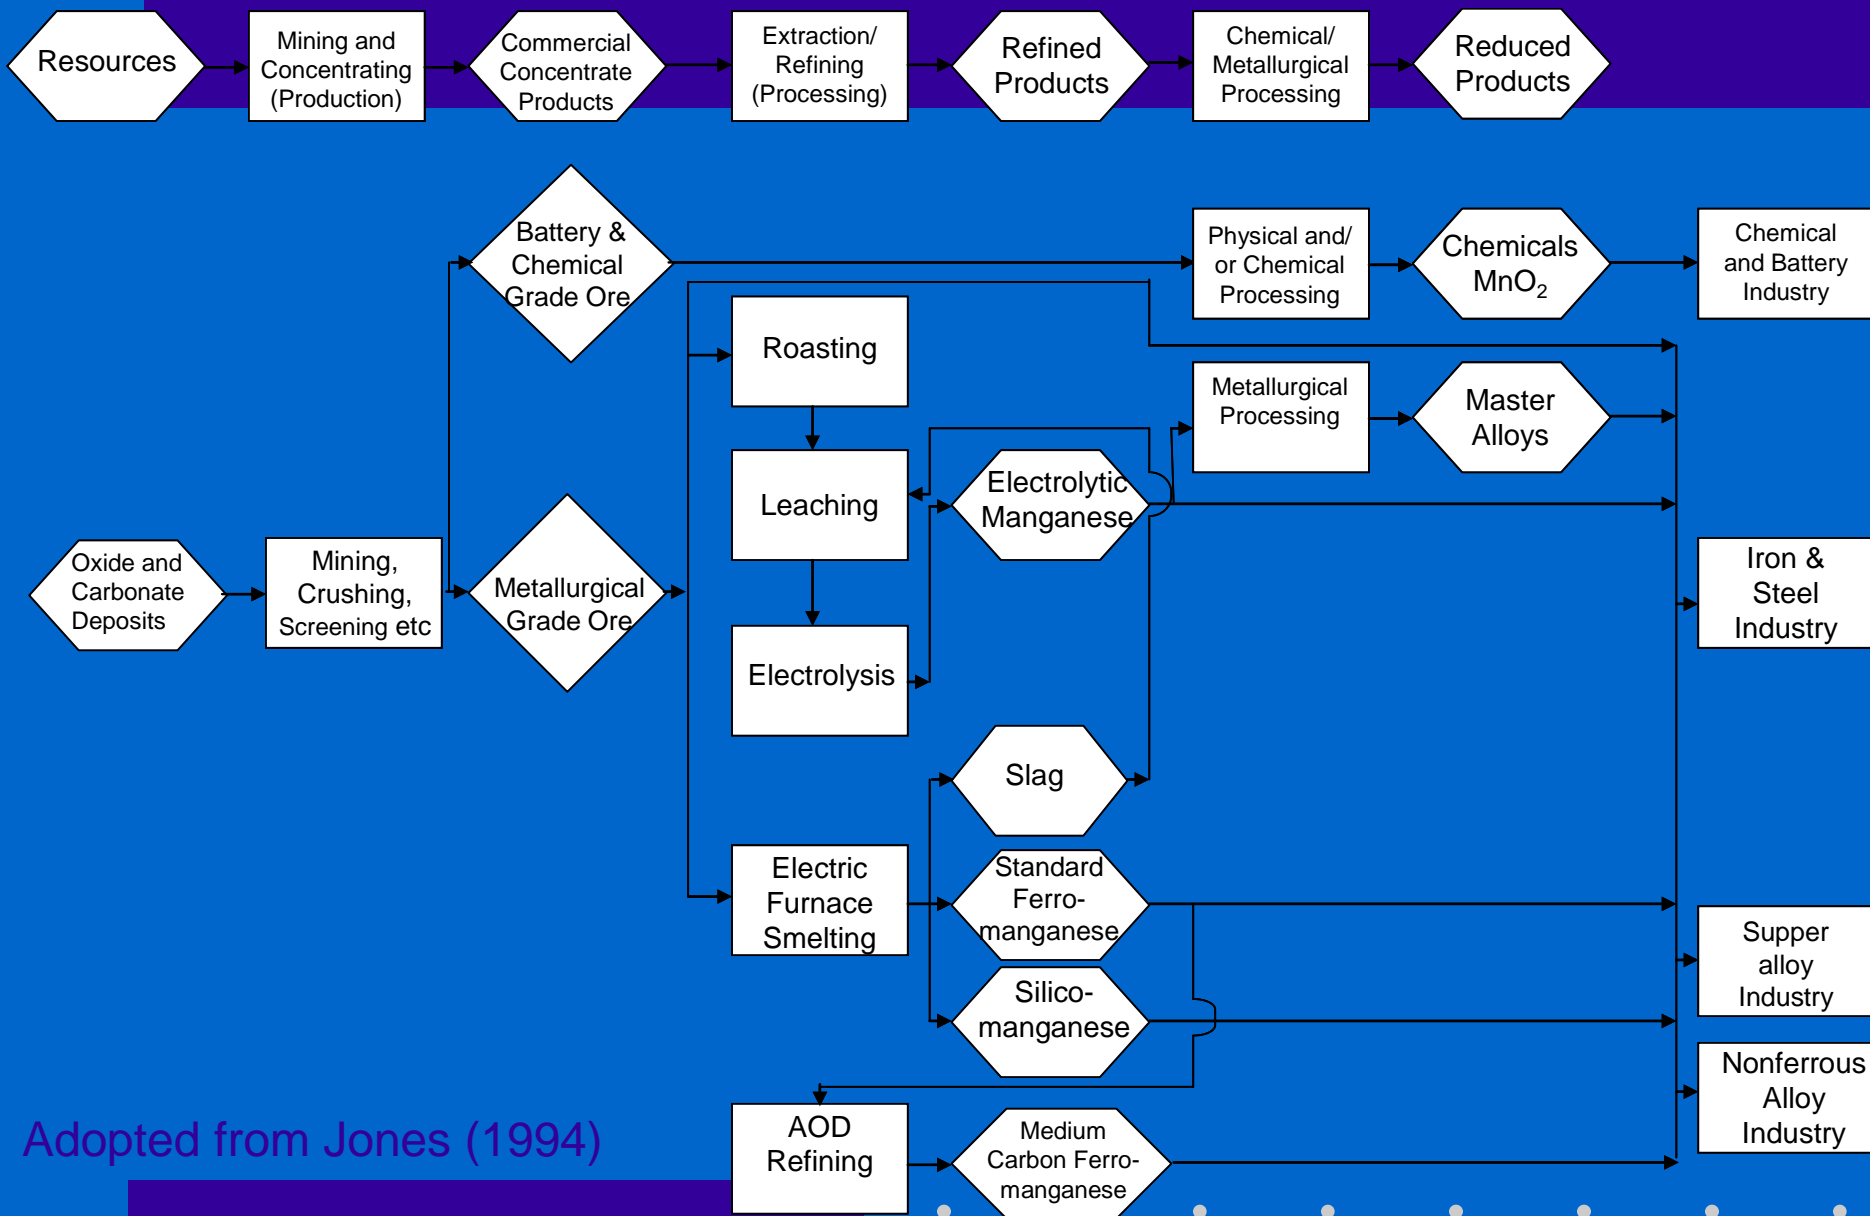 Resources
Mining and
Concentrating
(Production)
Commercial
Concentrate
Products
Extraction/
Refining
(Processing)
Refined
Products
Chemical/
Metallurgical
Processing
Reduced
Products
Battery &
Chemical
Grade Ore
Physical and/
or Chemical
Processing
Chemicals
MnO₂
Chemical
and Battery
Industry
Roasting
Metallurgical
Processing
Master
Alloys
Leaching
Electrolytic
Manganese
Oxide and
Carbonate
Deposits
Mining,
Crushing,
Screening etc
Metallurgical
Grade Ore
Iron &
Steel
Industry
Electrolysis
Slag
Electric
Furnace
Smelting
Standard
Ferro-
manganese
Supper
alloy
Industry
Silico-
manganese
Nonferrous
Alloy
Industry
AOD
Refining
Medium
Carbon Ferro-
manganese
Adopted from Jones (1994)